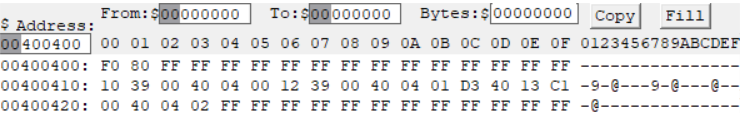 From:$00000000 To:$00000000 Bytes:$00000000 Copy Fill
$ Address:
00400400 00 01 02 03 04 05 06 07 08 09 0A 0B 0C 0D 0E 0F 0123456789ABCDEF
00400400: F0 80 FF FF FF FF FF FF FF FF FF FF FF FF FF FF ----------------
00400410: 10 39 00 40 04 00 12 39 00 40 04 01 D3 40 13 C1 -9-@---9-@---@--
00400420: 00 40 04 02 FF FF FF FF FF FF FF FF FF FF FF FF -@--------------